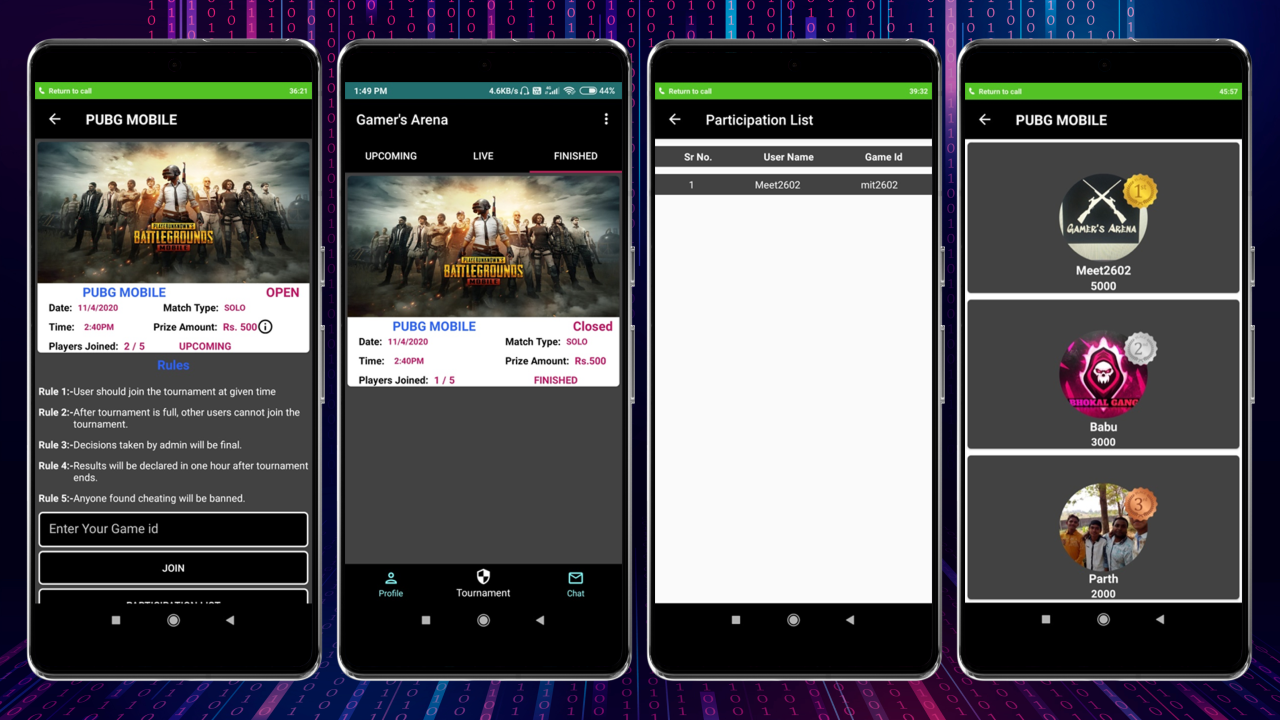 Return to call 36:21
PUBG MOBILE
PLAYERUNKNOWN'S
BATTLEGROUNDS
MOBILE
PUBG MOBILE OPEN
Date: 11/4/2020 Match Type: SOLO
Time: 2:40PM Prize Amount: Rs. 500
Players Joined: 2 / 5 UPCOMING
Rules
Rule 1:-User should join the tournament at given time
Rule 2:-After tournament is full, other users cannot join the
tournament.
Rule 3:-Decisions taken by admin will be final.
Rule 4:-Results will be declared in one hour after tournament
ends.
Rule 5:-Anyone found cheating will be banned.
Enter Your Game id
JOIN
PARTICIPATION LIST
1:49 PM 4.6KB/s 44%
Gamer's Arena
UPCOMING LIVE FINISHED
PLAYERUNKNOWN'S
BATTLEGROUNDS
MOBILE
PUBG MOBILE Closed
Date: 11/4/2020 Match Type: SOLO
Time: 2:40PM Prize Amount: Rs.500
Players Joined: 1 / 5 FINISHED
Profile Tournament Chat
Return to call 39:32
Participation List
Sr No. User Name Game Id
1 Meet2602 mit2602
Return to call 45:57
PUBG MOBILE
1st
GAMER'S ARENA
Meet2602
5000
2
BHOKAL GANG
Babu
3000
3
Parth
2000